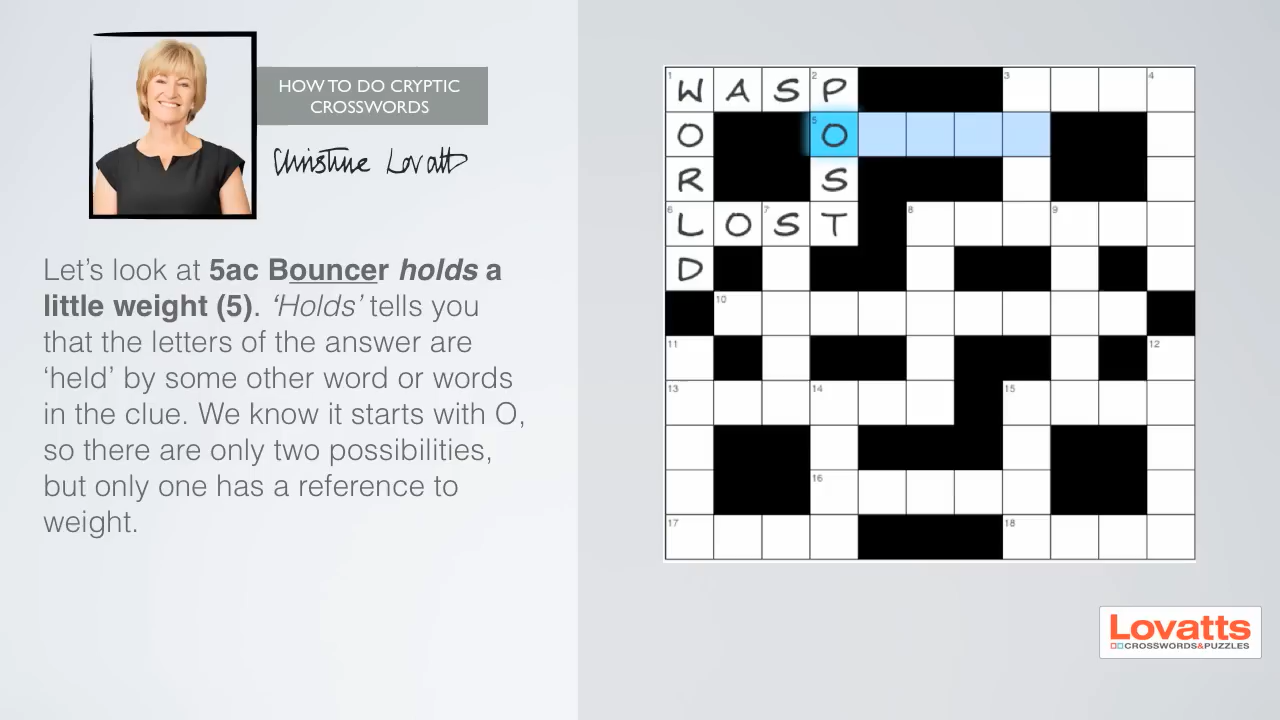 HOW TO DO CRYPTIC
CROSSWORDS
Christine Lovatt
Let's look at 5ac Bouncer holds a
little weight (5). ‘Holds’ tells you
that the letters of the answer are
‘held’ by some other word or words
in the clue. We know it starts with O,
so there are only two possibilities,
but only one has a reference to
weight.
1 W A S 2 P 3 4
O 5 O
R S
6 L O 7 S T 8 9
D
10
11 12
13 14 15
16
17 18
Lovatts
CROSSWORDS&PUZZLES